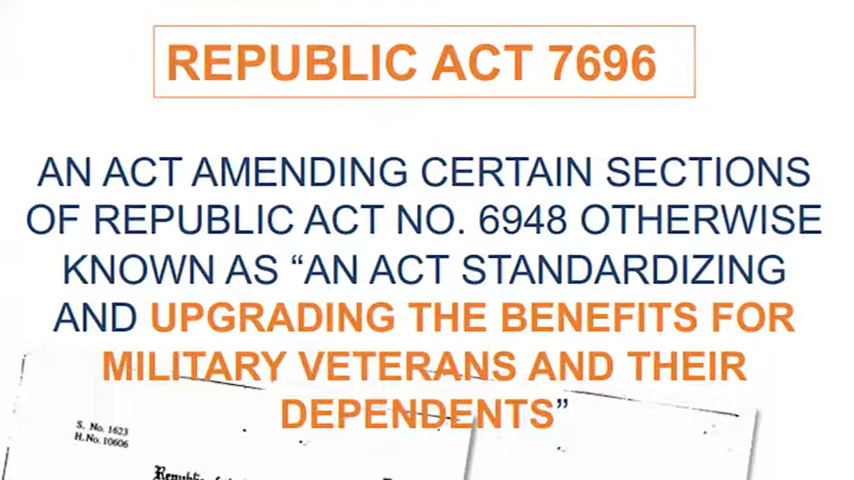 REPUBLIC ACT 7696
AN ACT AMENDING CERTAIN SECTIONS
OF REPUBLIC ACT NO. 6948 OTHERWISE
KNOWN AS “AN ACT STANDARDIZING
AND UPGRADING THE BENEFITS FOR
MILITARY VETERANS AND THEIR
DEPENDENTS”
S. No. 1623
H. No. 10606